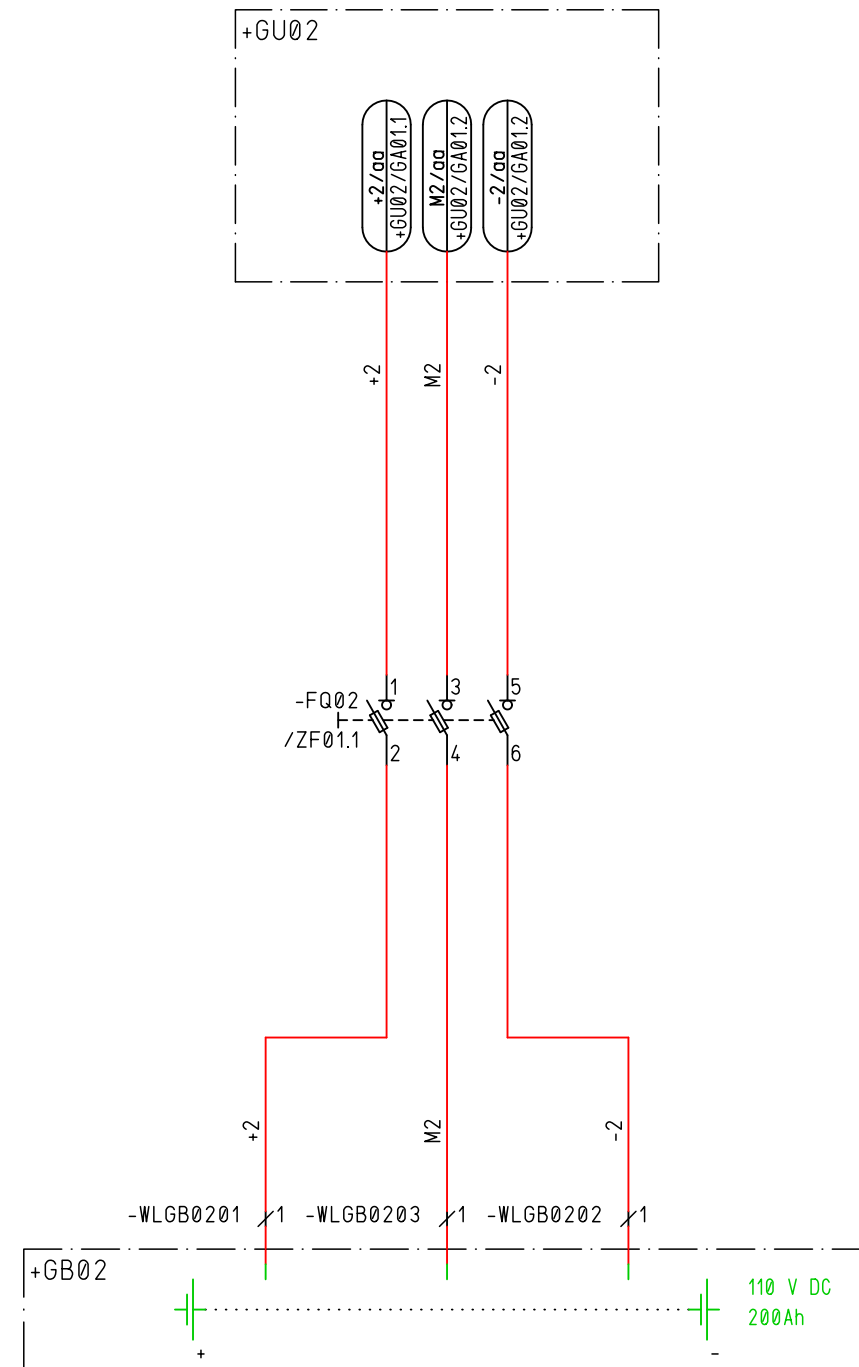 +GU02
+2/aa
+GU02/GA01.1
M2/aa
+GU02/GA01.2
-2/aa
+GU02/GA01.2
+2
M2
-2
-FQ02
/ZF01.1
1
3
5
2
4
6
+2
M2
-2
-WLGB0201
1
-WLGB0203
1
-WLGB0202
1
+GB02
110 V DC
200Ah
+
-